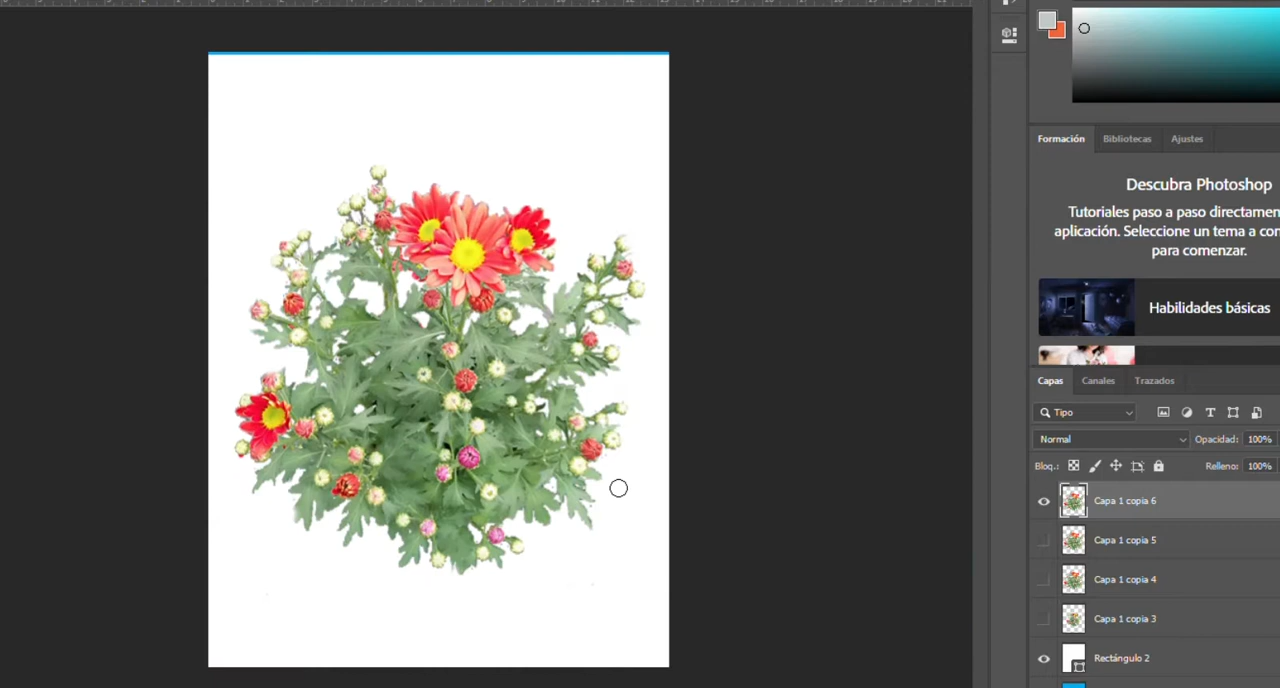 Formación Bibliotecas Ajustes
Descubra Photoshop
Tutoriales paso a paso
aplicación. Seleccione un tema a
para comenzar.
Habilidades básicas
Capas Canales Trazados
Tipo
Normal Opacidad: 100%
Bloq.: Relleno: 100%
Capa 1 copia 6
Capa 1 copia 5
Capa 1 copia 4
Capa 1 copia 3
Rectángulo 2